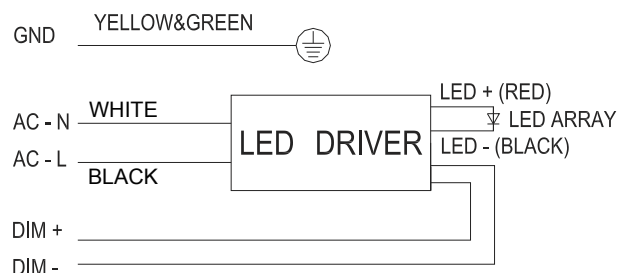 GND YELLOW&GREEN
AC - N WHITE
AC - L BLACK
LED DRIVER
LED + (RED)
LED ARRAY
LED - (BLACK)
DIM +
DIM -